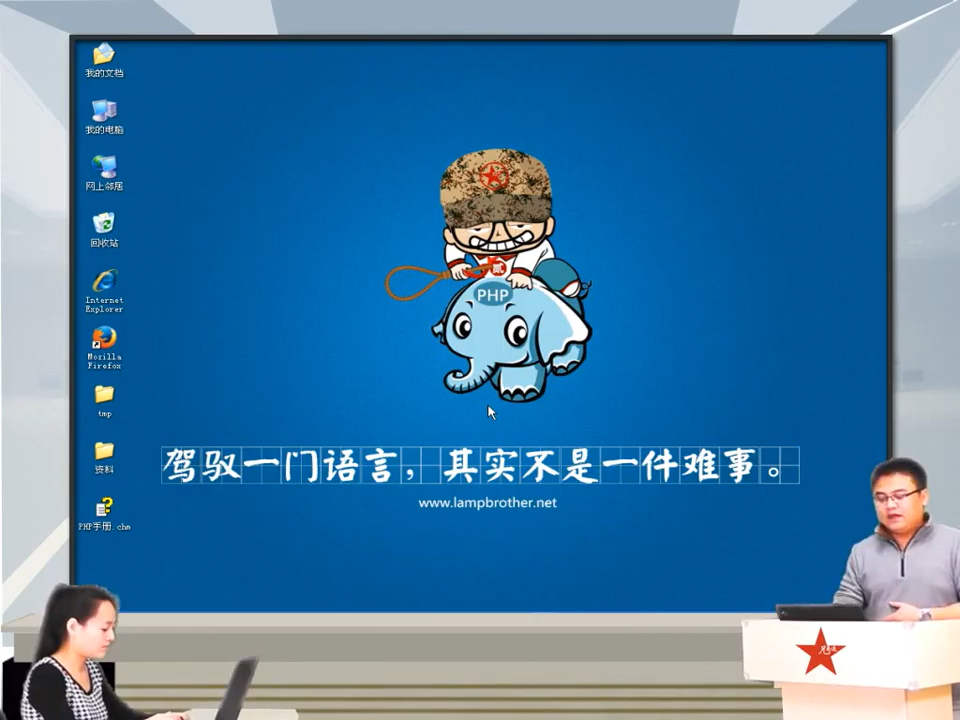 我的文档
我的电脑
网上邻居
回收站
Internet
Explorer
Mozilla
Firefox
tmp
资料
PHP手册.chm
贰
PHP
驾驭一门语言，其实不是一件难事。
www.lampbrother.net